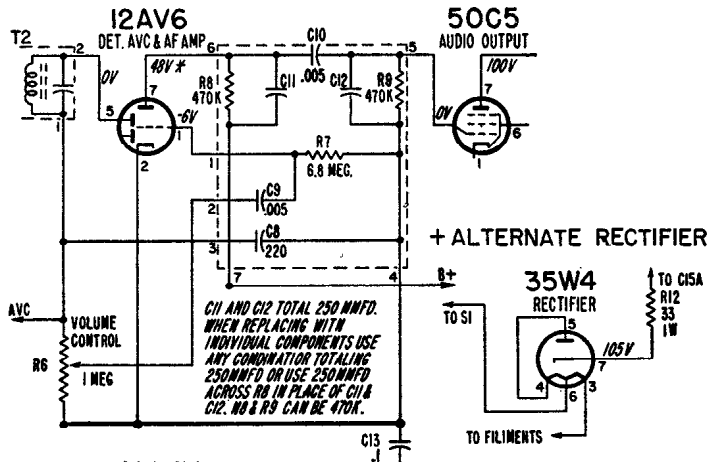 12AV6
50C5
T2
DET. AVC & AF AMP
AUDIO OUTPUT
C10
2
48V *
6
.005
5
100V
0V
R8
470K
C11
C12
R9
470K
7
7
0V
5
-6V
1
R7
6
1
2
1
6.8 MEG.
1
C9
2
.005
C8
3
220
+ ALTERNATE RECTIFIER
7
4
B+
35W4
TO C15A
RECTIFIER
R12
33
1W
AVC
TO S1
5
VOLUME
CONTROL
C11 AND C12 TOTAL 250 MMFD.
WHEN REPLACING WITH
INDIVIDUAL COMPONENTS USE
ANY COMBINATIOR TOTALING
250MMFD OR USE 250MMFD
ACROSS R8 IN PLACE OF C11 &
C12. N8 & R9 CAN BE 470K.
105V
7
R6
1 MEG
4
6
3
C13
TO FILIMENTS
.1